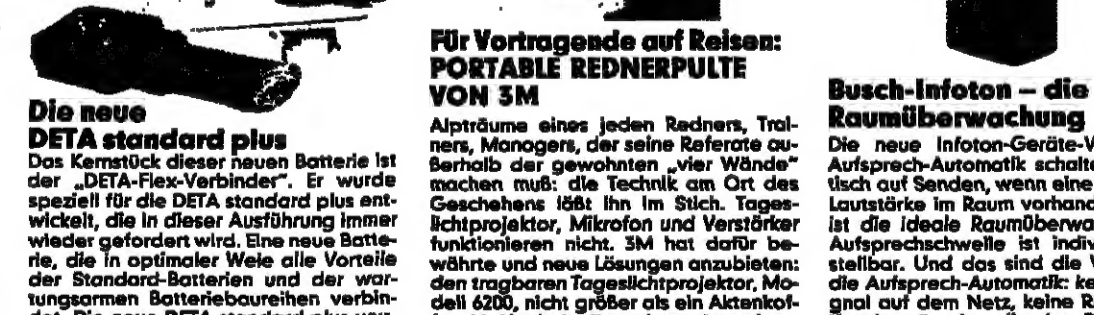 Die neue
DETA standard plus
Das Kernstück dieser neuen Batterie ist
der „DETA-Flex-Verbinder“. Er wurde
speziell für die DETA standard plus ent-
wickelt, die in dieser Ausführung immer
wieder gefordert wird. Eine neue Batte-
rie, die in optimaler Weie alle Vorteile
der Standard-Batterien und der war-
tungsarmen Batteriebaureihen verbin-
det. Die neue DETA standard plus
Für Vortragende auf Reisen:
PORTABLE REDNERPULTE
VON 3M
Alpträume eines jeden Redners, Trai-
ners, Managers, der seine Referate au-
ßerhalb der gewohnten „vier Wände“
machen muß: die Technik am Ort des
Geschehens läßt ihn im Stich. Tages-
lichtprojektor, Mikrofon und Verstärker
funktionieren nicht. 3M hat dafür be-
währte und neue Lösungen anzubieten:
den tragbaren Tageslichtprojektor, Mo-
dell 6200, nicht größer als ein Aktenkof-
Busch-Infoton – die
Raumüberwachung
Die neue Infoton-Geräte-V
Aufsprech-Automatik schalte
tisch auf Senden, wenn eine
Lautstärke im Raum vorhand
ist die ideale Raumüberwa
Aufsprechschwelle ist indiv
stellbar. Und das sind die V
die Aufsprech-Automatik: ke
gnal auf dem Netz, keine R